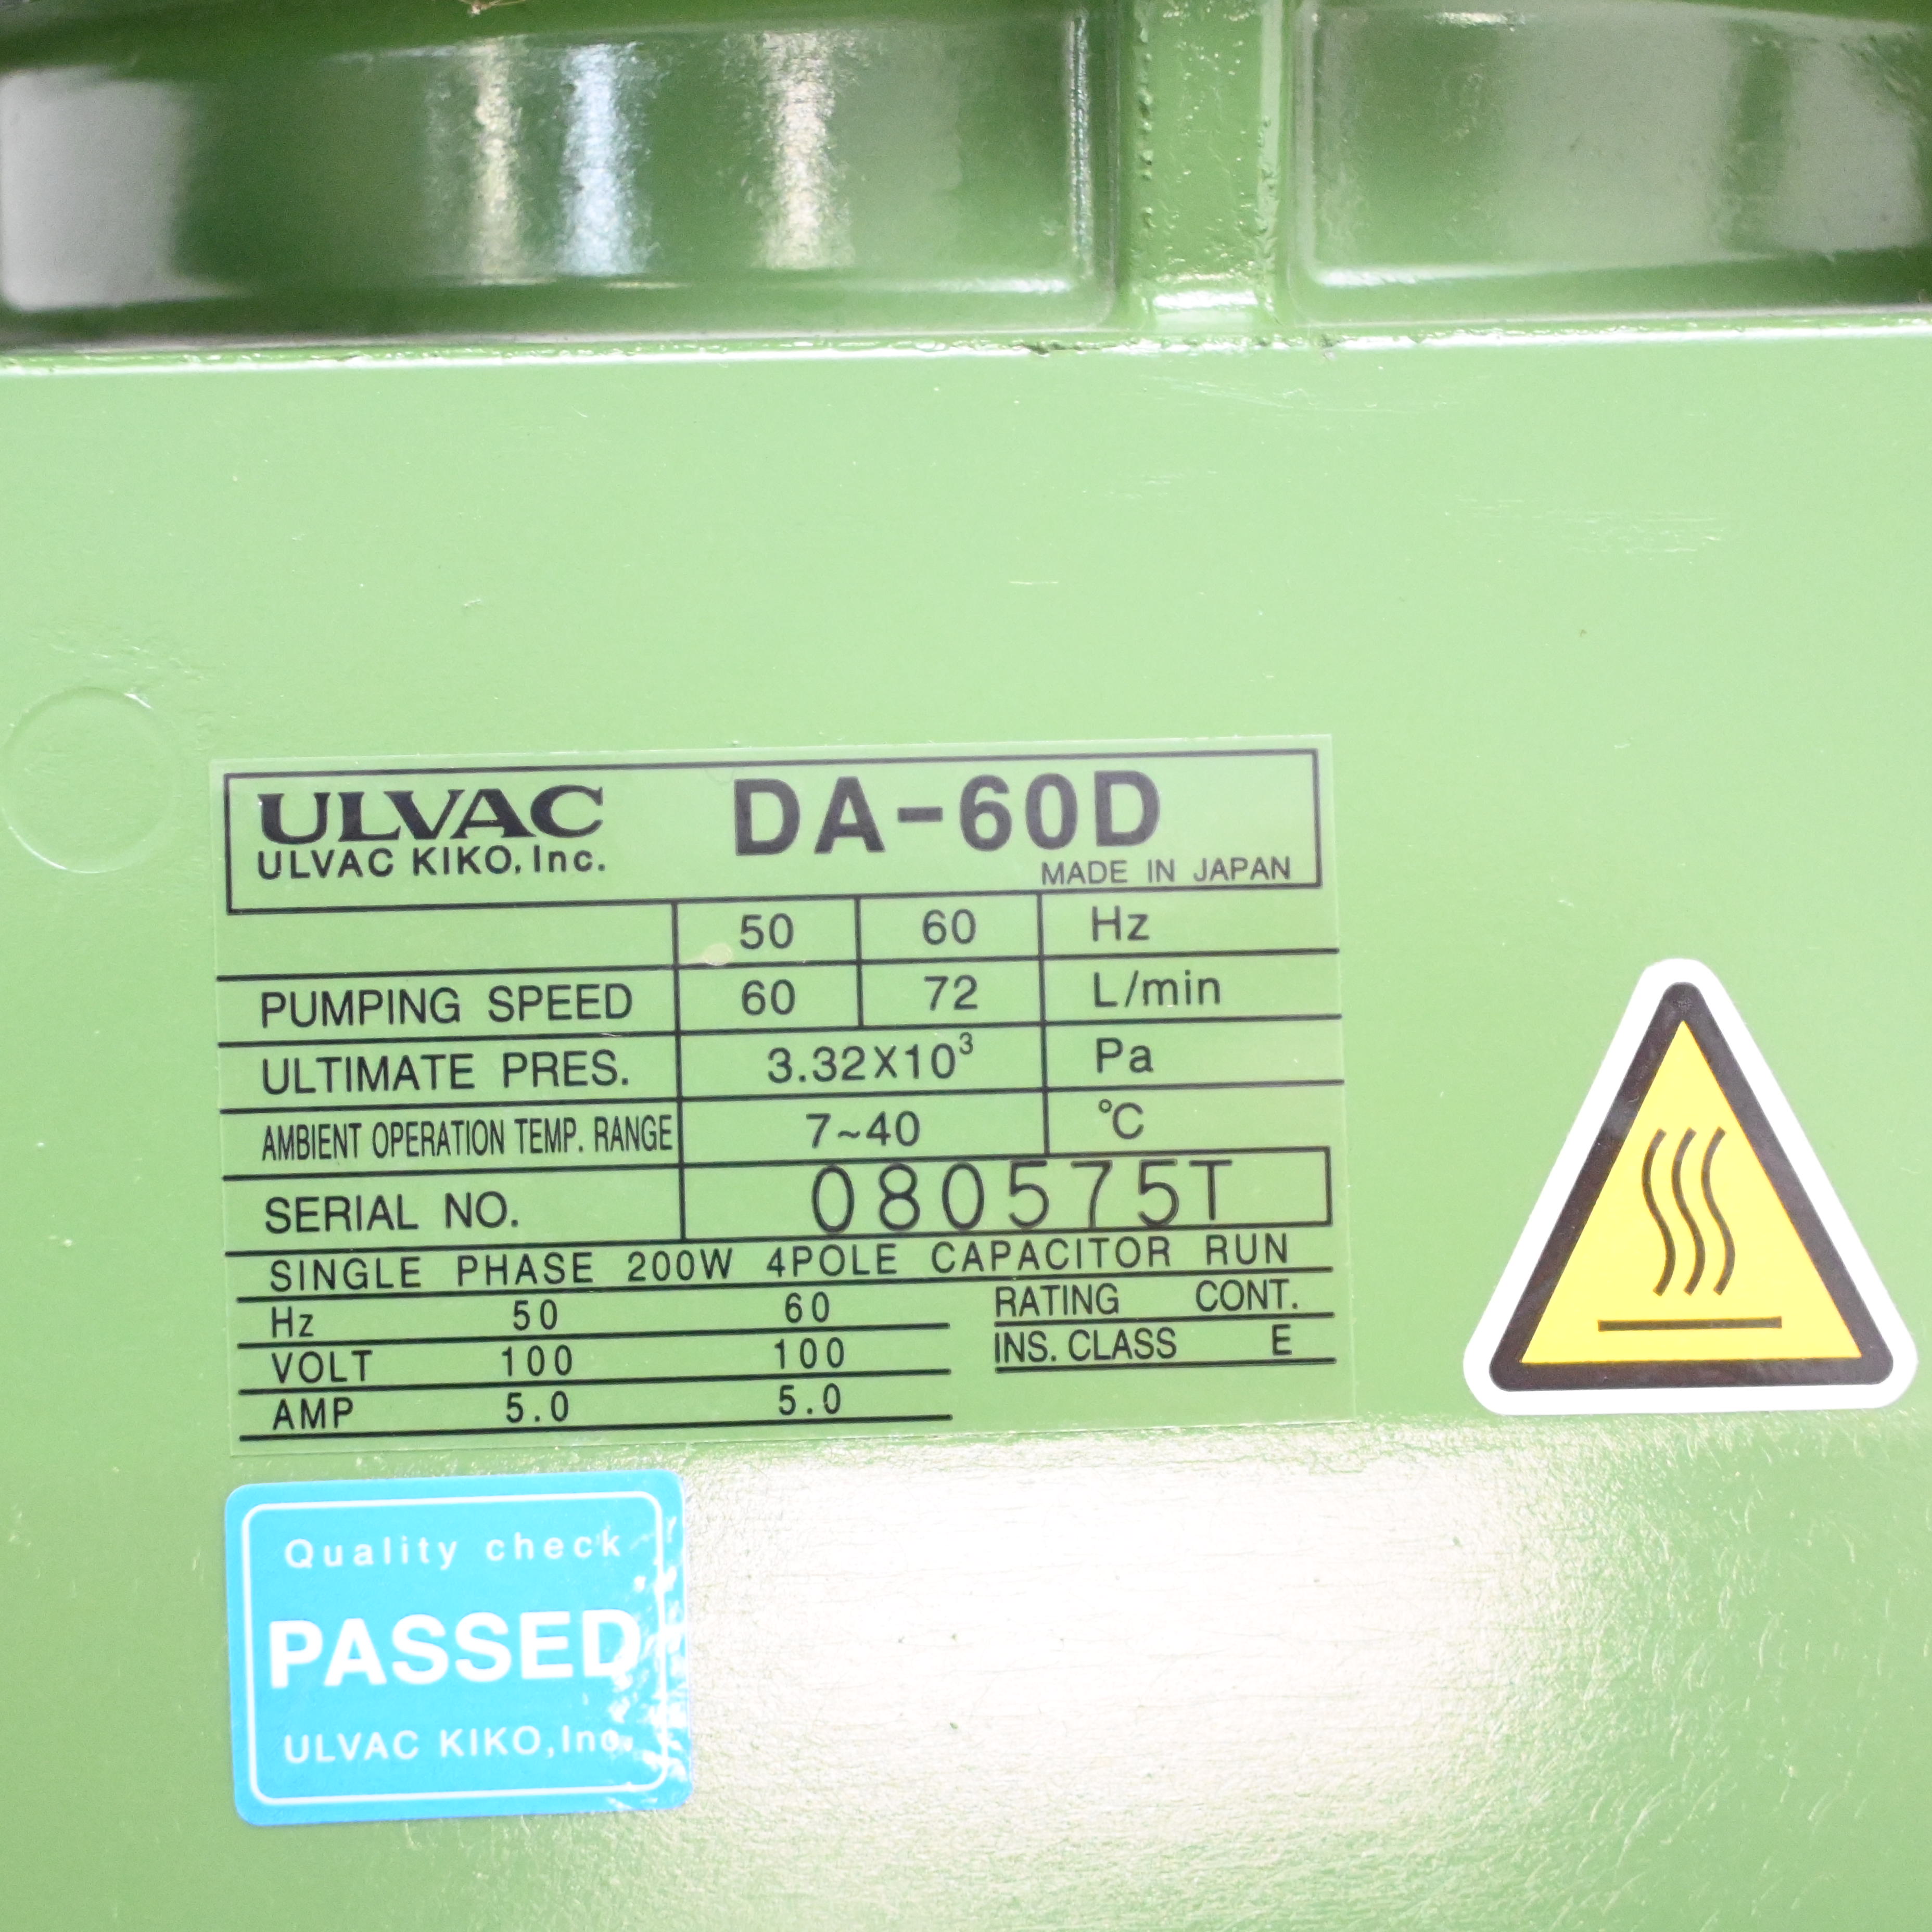 ULVAC DA-60D
ULVAC KIKO, Inc.
MADE IN JAPAN
50 60 Hz
PUMPING SPEED 60 72 L/min
ULTIMATE PRES. 3.32X10³ Pa
AMBIENT OPERATION TEMP. RANGE 7~40 °C
SERIAL NO. 080575T
SINGLE PHASE 200W 4POLE CAPACITOR RUN
Hz 50 60 RATING CONT.
VOLT 100 100 INS. CLASS E
AMP 5.0 5.0
Quality check
PASSED
ULVAC KIKO, Inc.